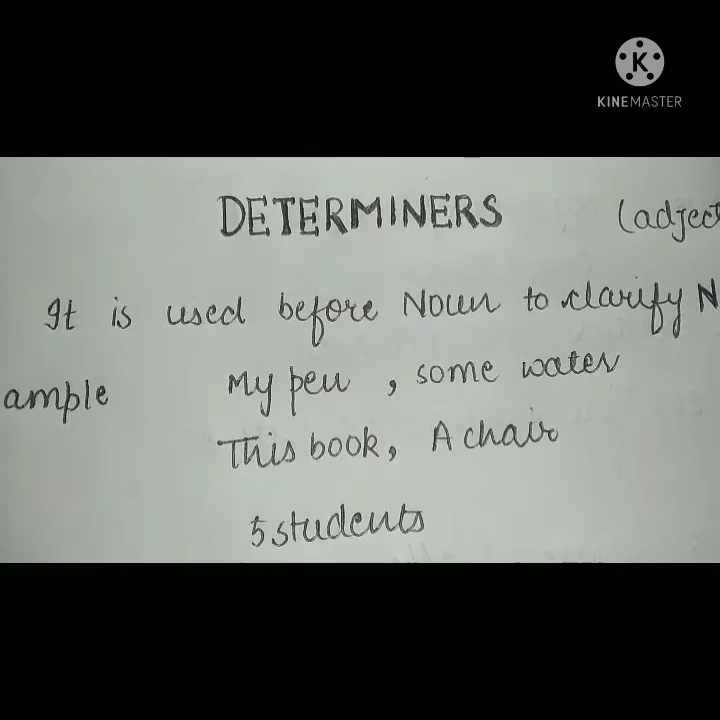 K
KINEMASTER
DETERMINERS (adject
It is used before Noun to clarify N
ample My pen , some water
This book, A chair
5 students